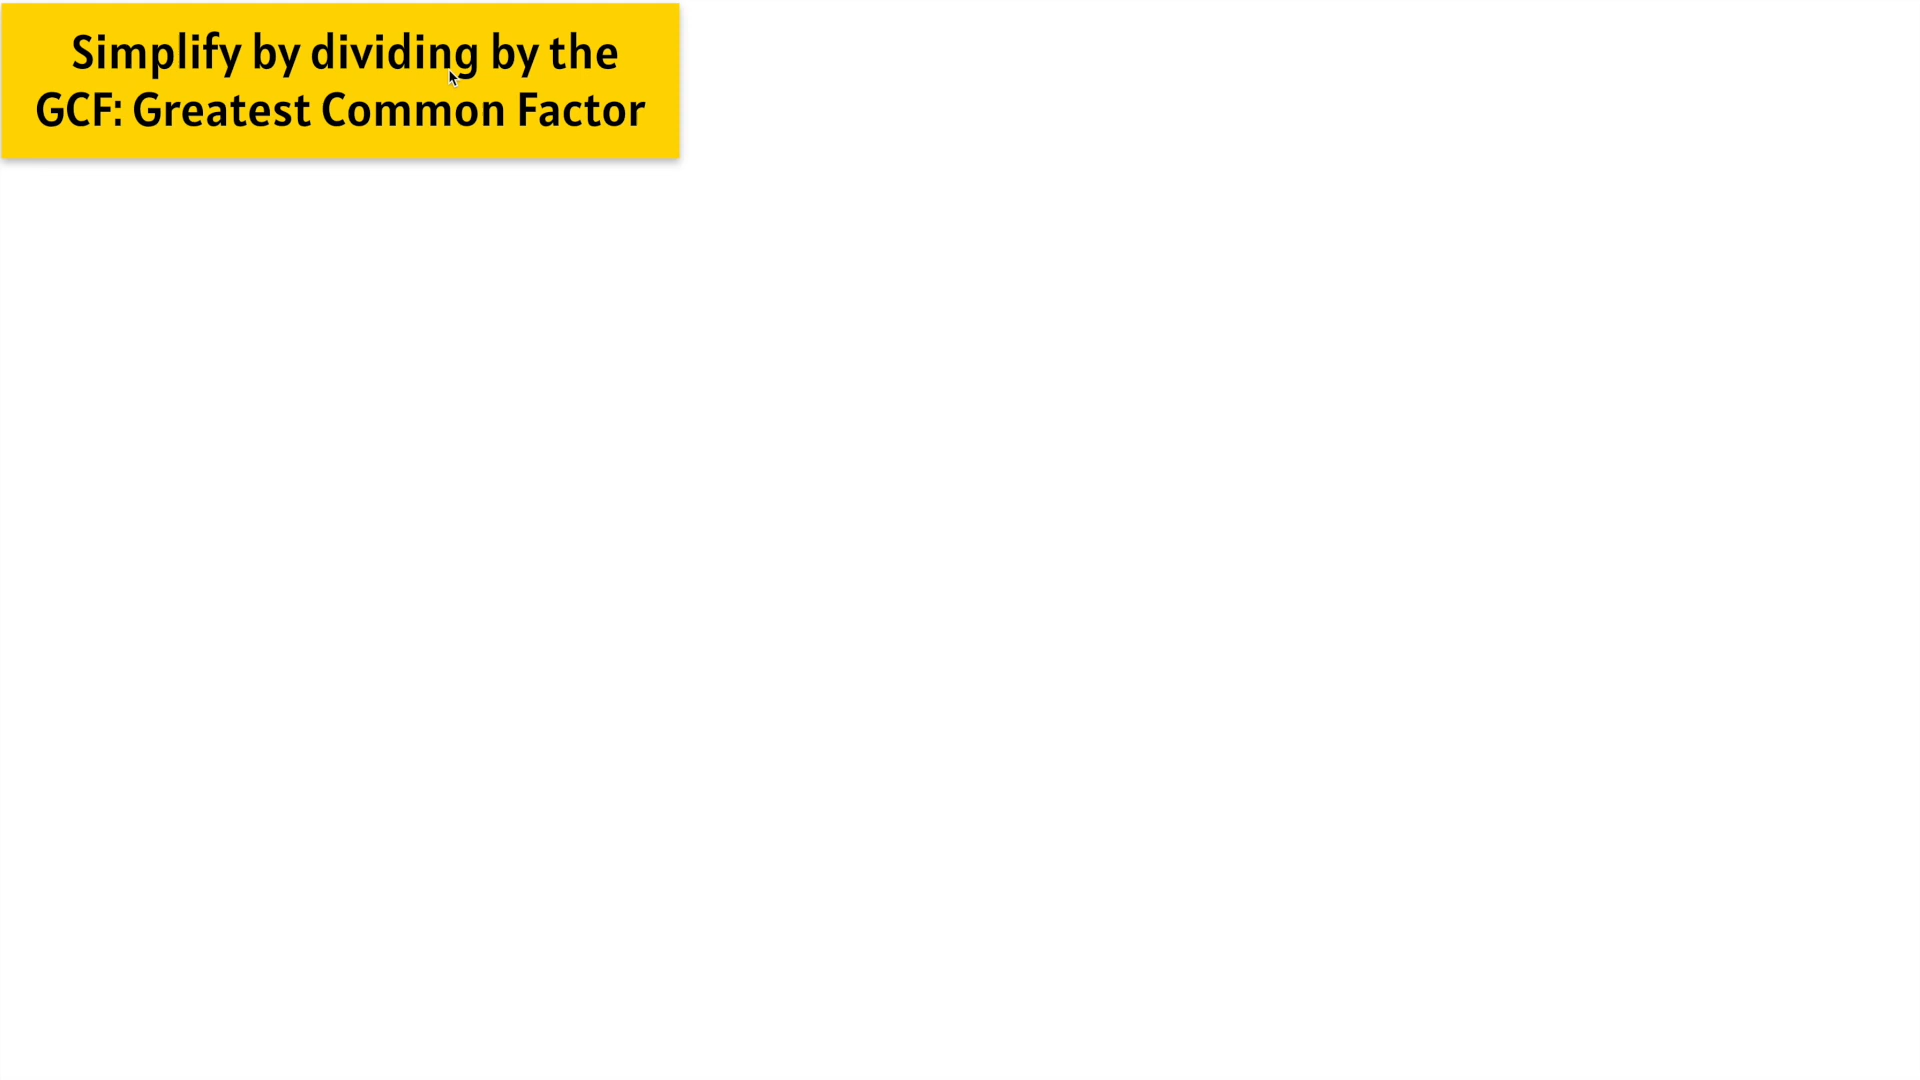 Simplify by dividing by the
GCF: Greatest Common Factor